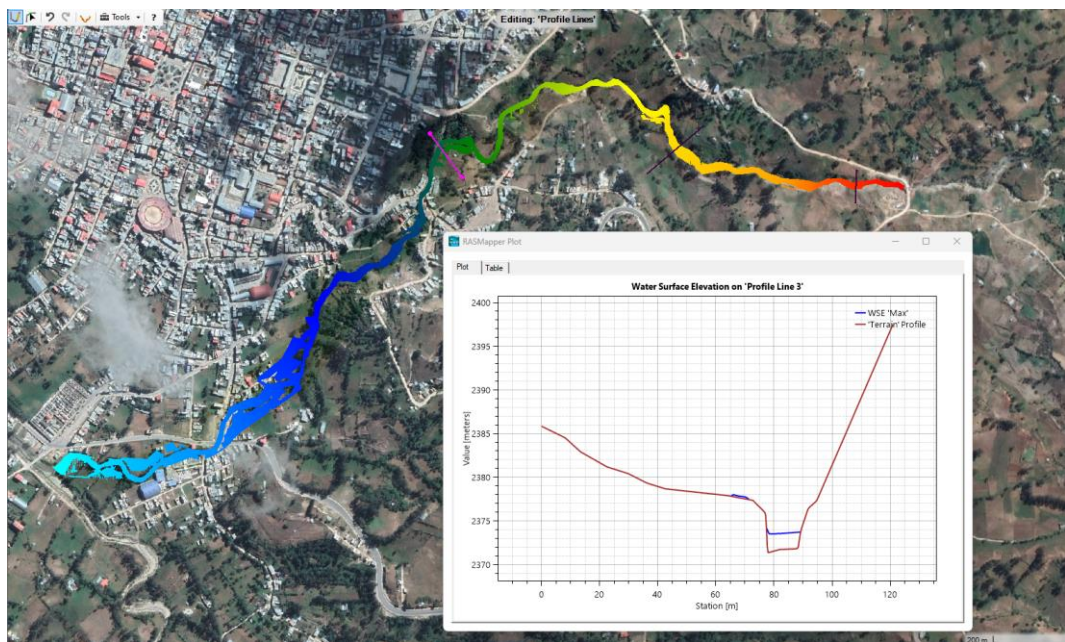 Tools ?
Editing: 'Profile Lines'
RASMapper Plot
Plot Table
Water Surface Elevation on 'Profile Line 3'
WSE 'Max'
'Terrain' Profile
Value [meters]
2400
2395
2390
2385
2380
2375
2370
0 20 40 60 80 100 120
Station [m]
200 m